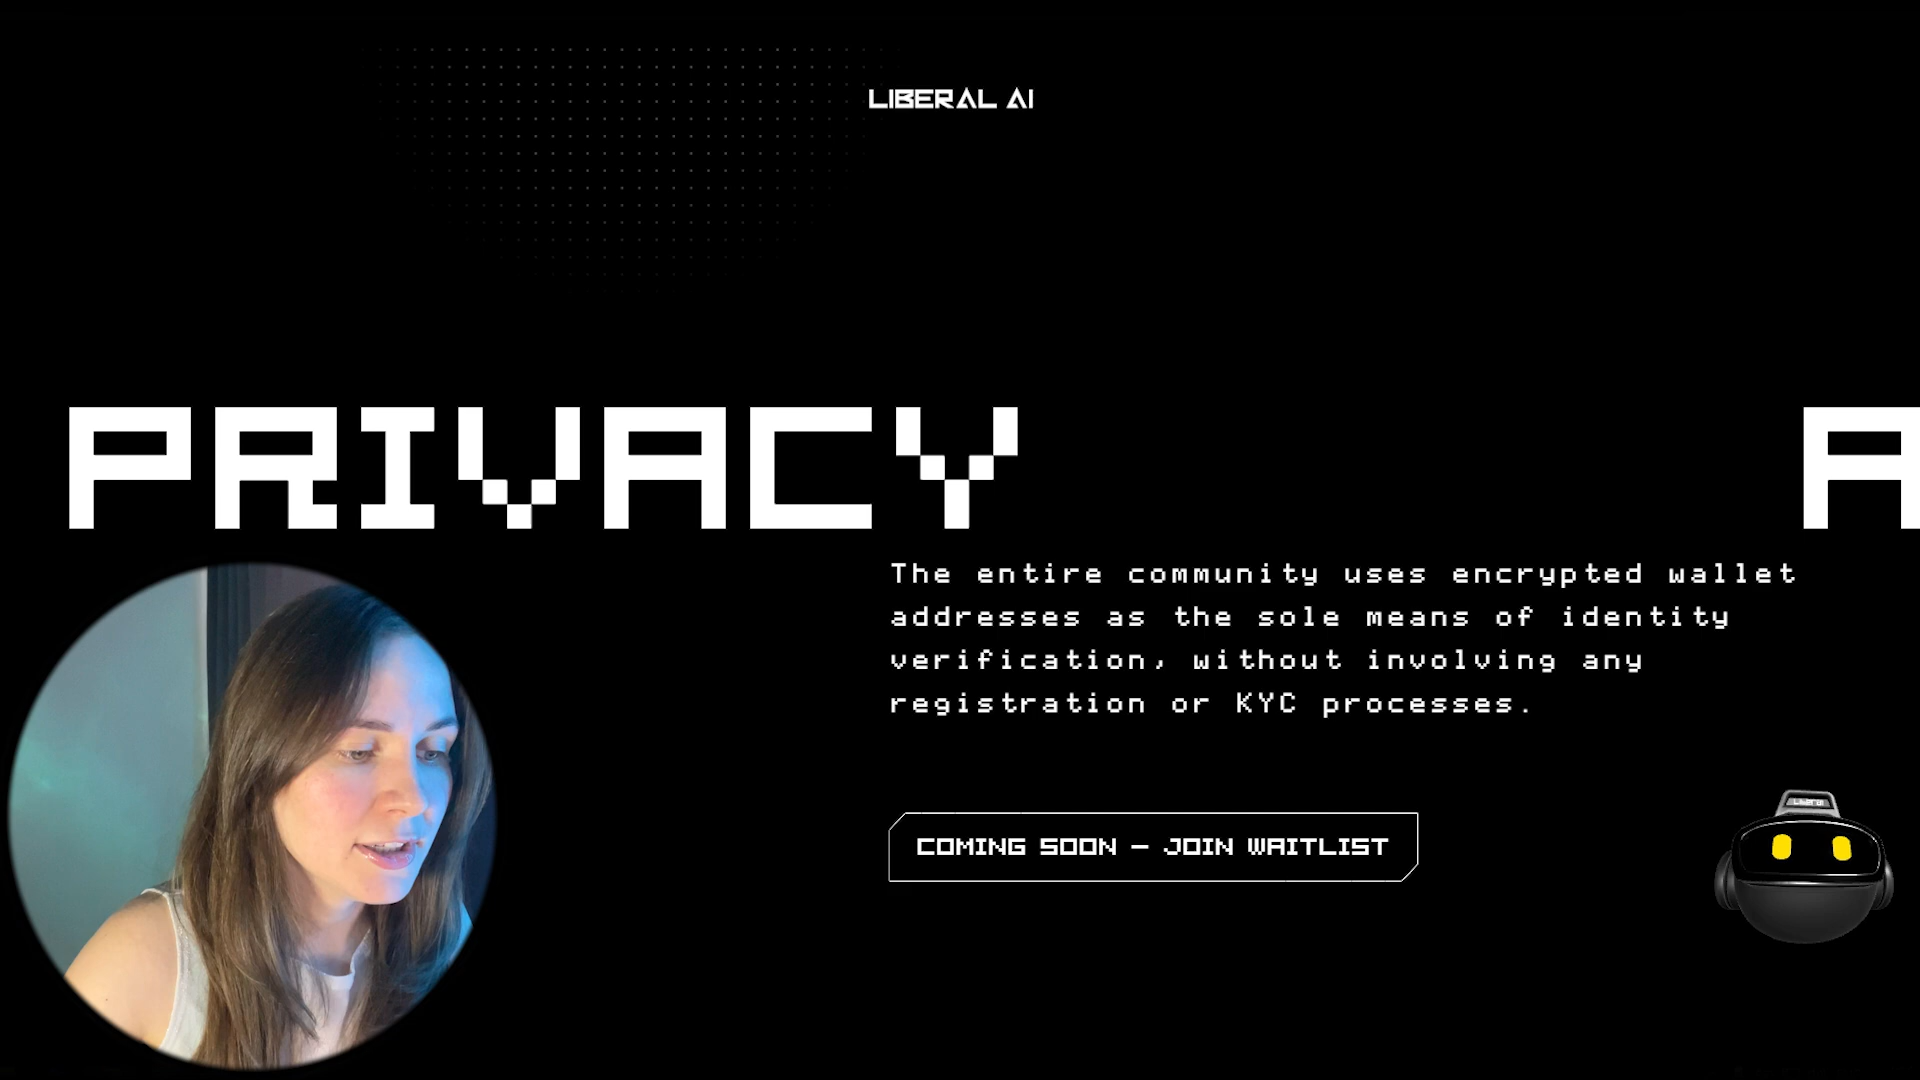 LIBERAL AI
PRIVACY A
The entire community uses encrypted wallet
addresses as the sole means of identity
verification, without involving any
registration or KYC processes.
COMING SOON – JOIN WAITLIST
Liberal